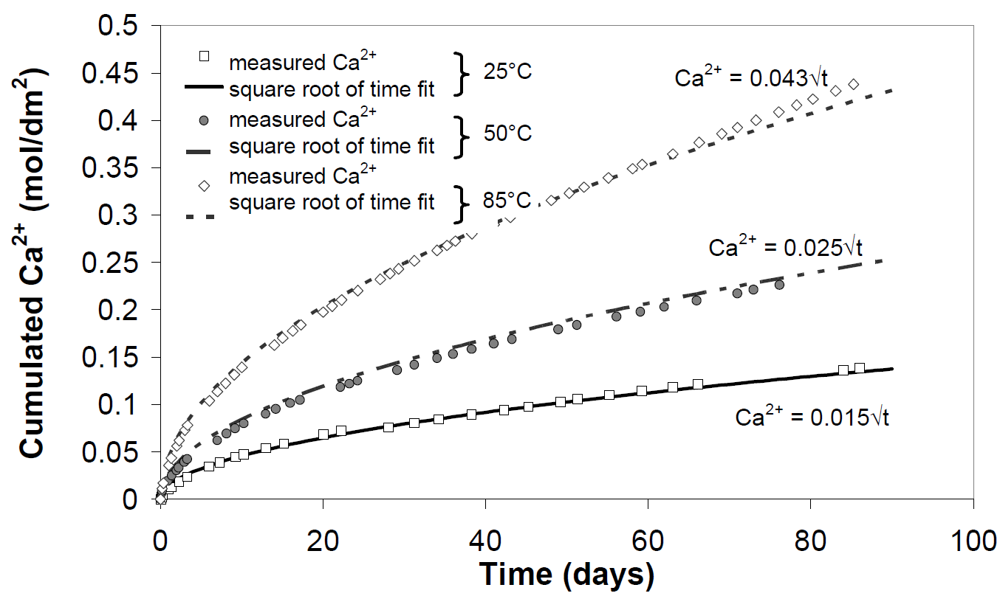 0.5
0.45
0.4
0.35
0.3
0.25
0.2
0.15
0.1
0.05
0
Cumulated Ca²⁺ (mol/dm²)
measured Ca²⁺
square root of time fit
25°C
measured Ca²⁺
square root of time fit
50°C
measured Ca²⁺
square root of time fit
85°C
Ca²⁺ = 0.043√t
Ca²⁺ = 0.025√t
Ca²⁺ = 0.015√t
0 20 40 60 80 100
Time (days)